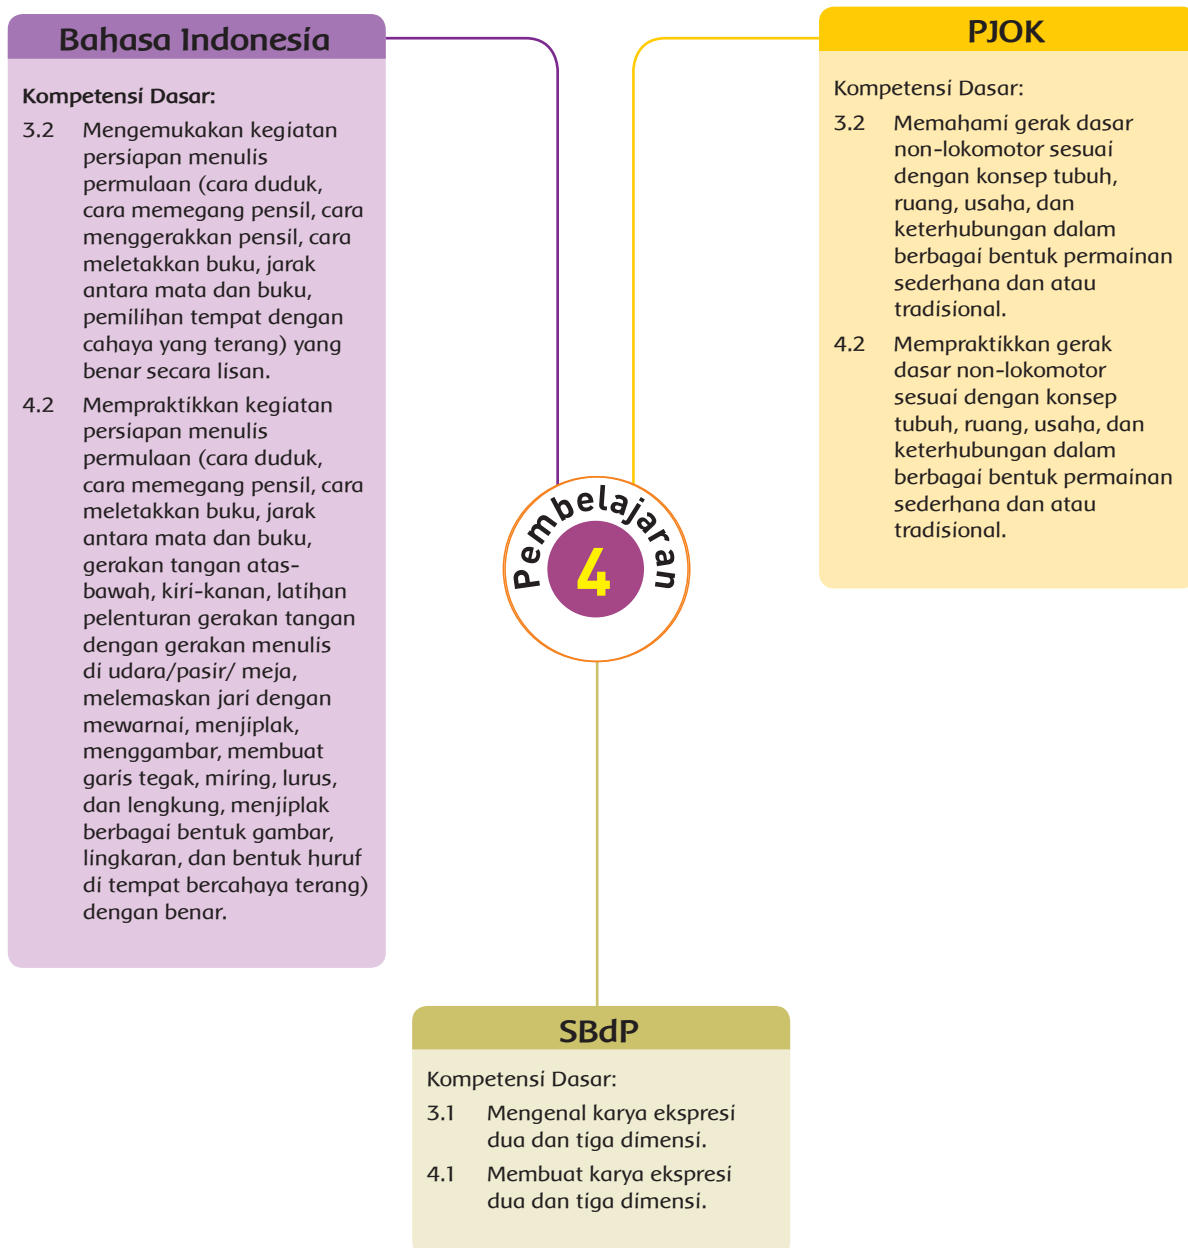 Bahasa Indonesia
Kompetensi Dasar:
3.2 Mengemukakan kegiatan
persiapan menulis
permulaan (cara duduk,
cara memegang pensil, cara
menggerakkan pensil, cara
meletakkan buku, jarak
antara mata dan buku,
pemilihan tempat dengan
cahaya yang terang) yang
benar secara lisan.
4.2 Mempraktikkan kegiatan
persiapan menulis
permulaan (cara duduk,
cara memegang pensil, cara
meletakkan buku, jarak
antara mata dan buku,
gerakan tangan atas-
bawah, kiri-kanan, latihan
pelenturan gerakan tangan
dengan gerakan menulis
di udara/pasir/ meja,
melemaskan jari dengan
mewarnai, menjiplak,
menggambar, membuat
garis tegak, miring, lurus,
dan lengkung, menjiplak
berbagai bentuk gambar,
lingkaran, dan bentuk huruf
di tempat bercahaya terang)
dengan benar.
PJOK
Kompetensi Dasar:
3.2 Memahami gerak dasar
non-lokomotor sesuai
dengan konsep tubuh,
ruang, usaha, dan
keterhubungan dalam
berbagai bentuk permainan
sederhana dan atau
tradisional.
4.2 Mempraktikkan gerak
dasar non-lokomotor
sesuai dengan konsep
tubuh, ruang, usaha, dan
keterhubungan dalam
berbagai bentuk permainan
sederhana dan atau
tradisional.
Pembelajaran
4
SBdP
Kompetensi Dasar:
3.1 Mengenal karya ekspresi
dua dan tiga dimensi.
4.1 Membuat karya ekspresi
dua dan tiga dimensi.